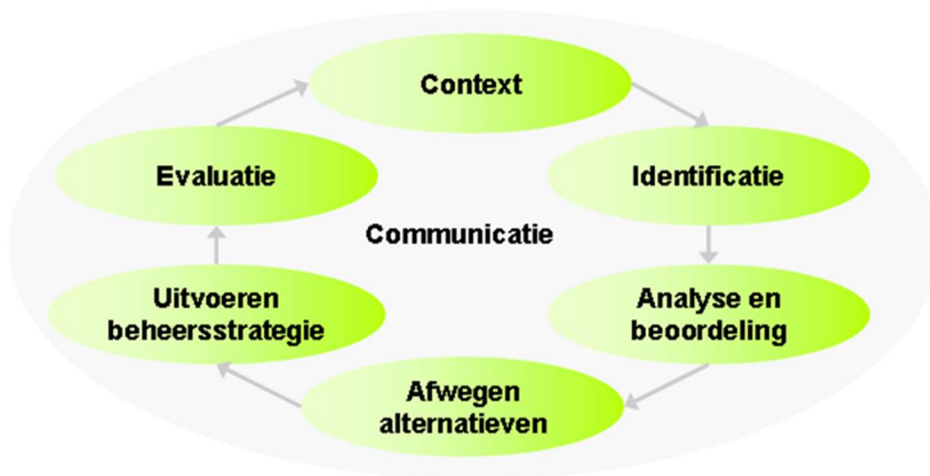 Context
Identificatie
Analyse en
beoordeling
Afwegen
alternatieven
Uitvoeren
beheersstrategie
Evaluatie
Communicatie